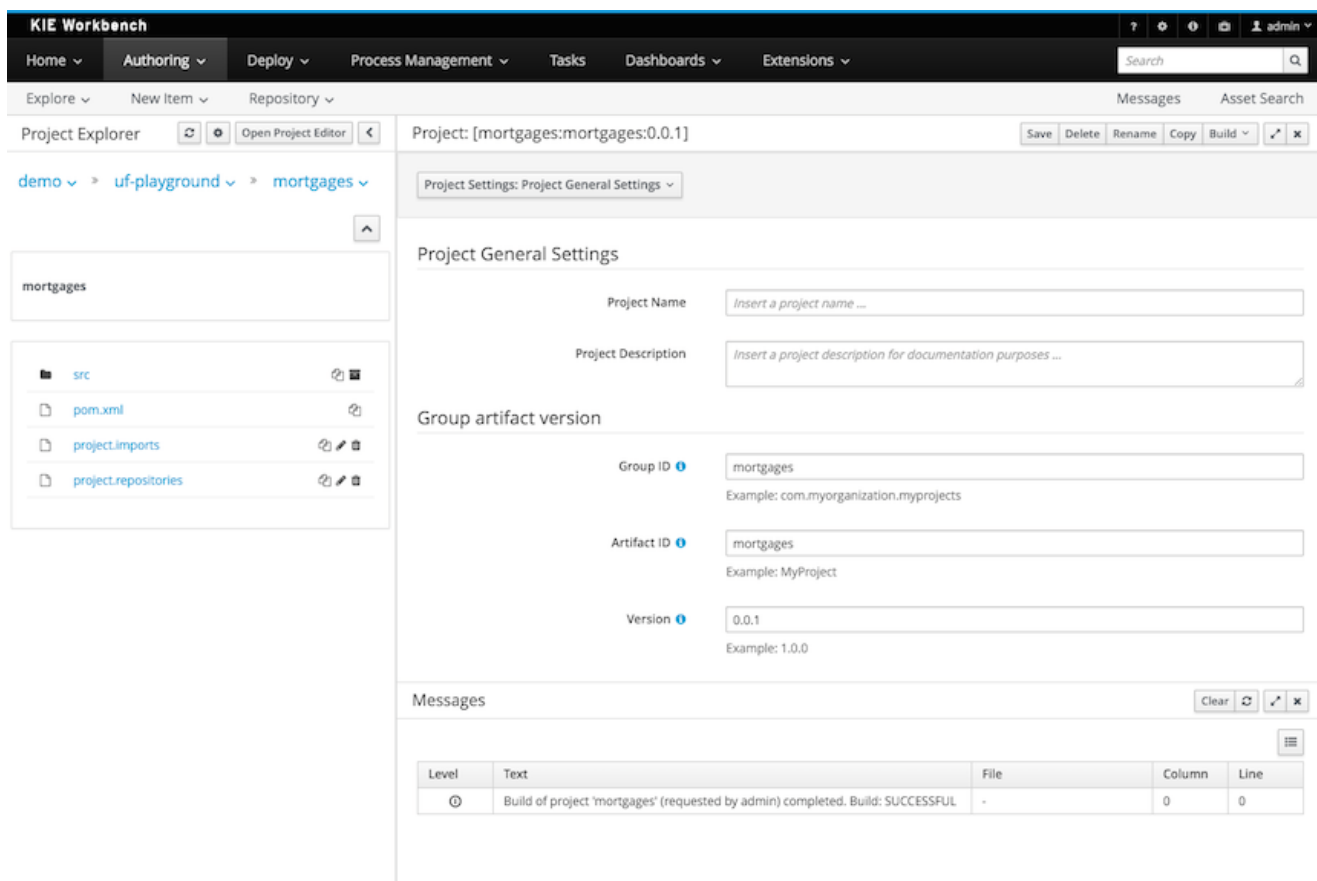 KIE Workbench
? admin
Home Authoring Deploy Process Management Tasks Dashboards Extensions Search
Explore New Item Repository Messages Asset Search
Project Explorer Open Project Editor
Project: [mortgages:mortgages:0.0.1] Save Delete Rename Copy Build
demo » uf-playground » mortgages
Project Settings: Project General Settings
mortgages
src
pom.xml
project.imports
project.repositories
Project General Settings
Project Name Insert a project name ...
Project Description Insert a project description for documentation purposes ...
Group artifact version
Group ID mortgages
Example: com.myorganization.myprojects
Artifact ID mortgages
Example: MyProject
Version 0.0.1
Example: 1.0.0
Messages Clear
Level Text File Column Line
Build of project 'mortgages' (requested by admin) completed. Build: SUCCESSFUL - 0 0